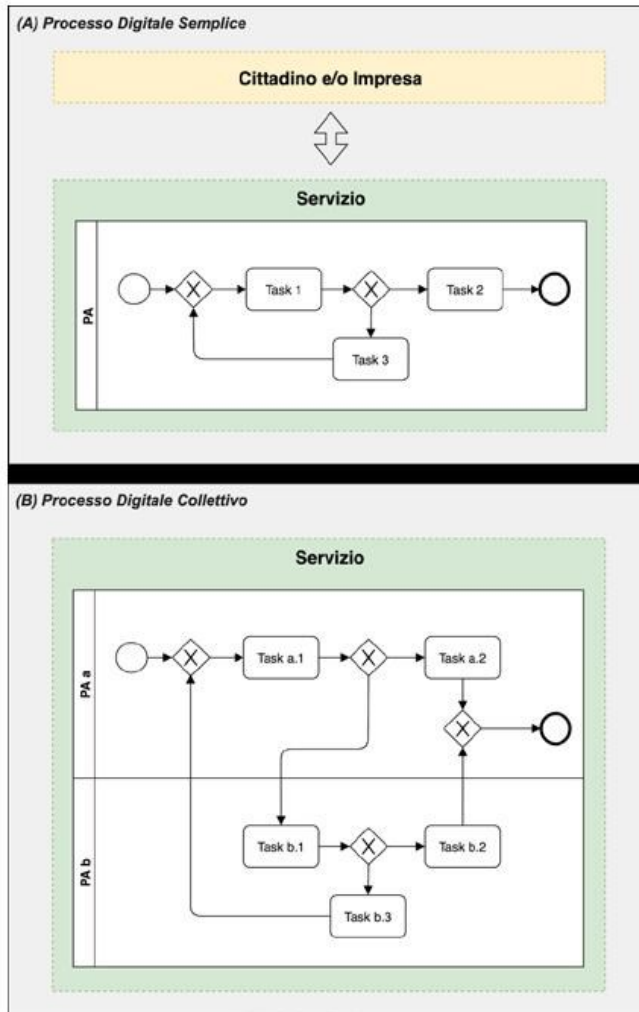 (A) Processo Digitale Semplice
Cittadino e/o Impresa
Servizio
PA
Task 1
Task 2
Task 3
(B) Processo Digitale Collettivo
Servizio
PA a
Task a.1
Task a.2
PA b
Task b.1
Task b.2
Task b.3